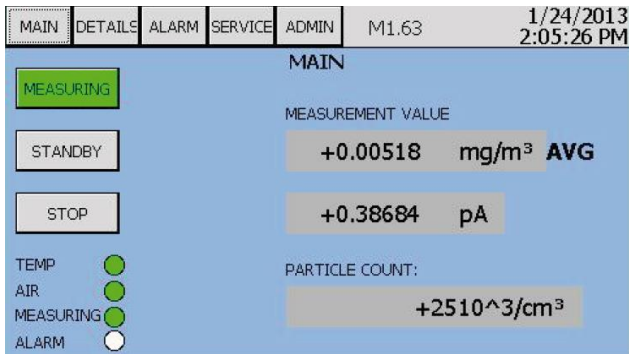 MAIN DETAILS ALARM SERVICE ADMIN M1.63 1/24/2013
2:05:26 PM
MAIN
MEASURING
MEASUREMENT VALUE
STANDBY
+0.00518 mg/m³ AVG
STOP
+0.38684 pA
TEMP
PARTICLE COUNT:
AIR
MEASURING
+2510^3/cm³
ALARM